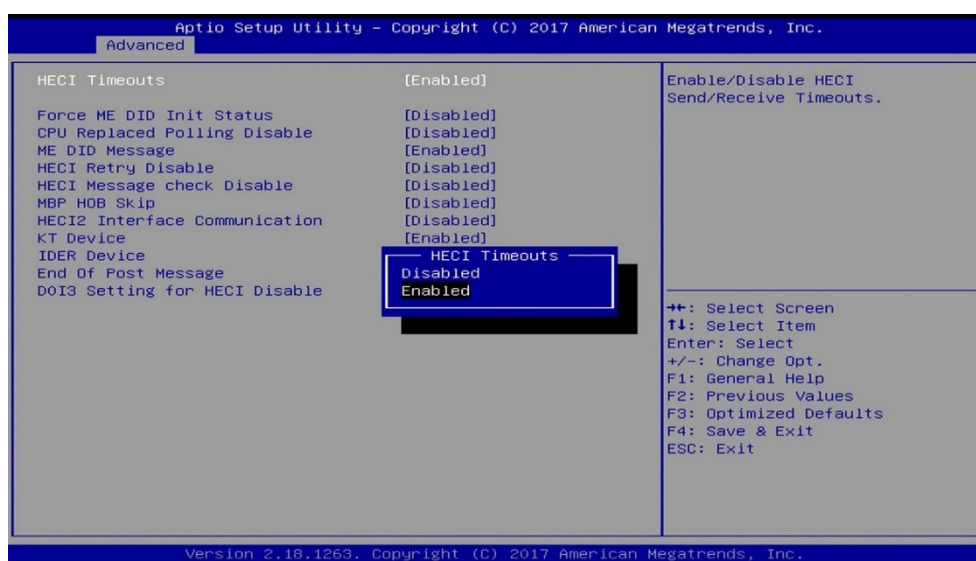 Aptio Setup Utility – Copyright (C) 2017 American Megatrends, Inc.
Advanced
HECI Timeouts [Enabled]
Force ME DID Init Status [Disabled]
CPU Replaced Polling Disable [Disabled]
ME DID Message [Enabled]
HECI Retry Disable [Disabled]
HECI Message check Disable [Disabled]
MBP HOB Skip [Disabled]
HECI2 Interface Communication [Disabled]
KT Device [Enabled]
IDER Device
End Of Post Message
DOI3 Setting for HECI Disable
HECI Timeouts
Disabled
Enabled
Enable/Disable HECI
Send/Receive Timeouts.
→←: Select Screen
↑↓: Select Item
Enter: Select
+/-: Change Opt.
F1: General Help
F2: Previous Values
F3: Optimized Defaults
F4: Save & Exit
ESC: Exit
Version 2.18.1263. Copyright (C) 2017 American Megatrends, Inc.